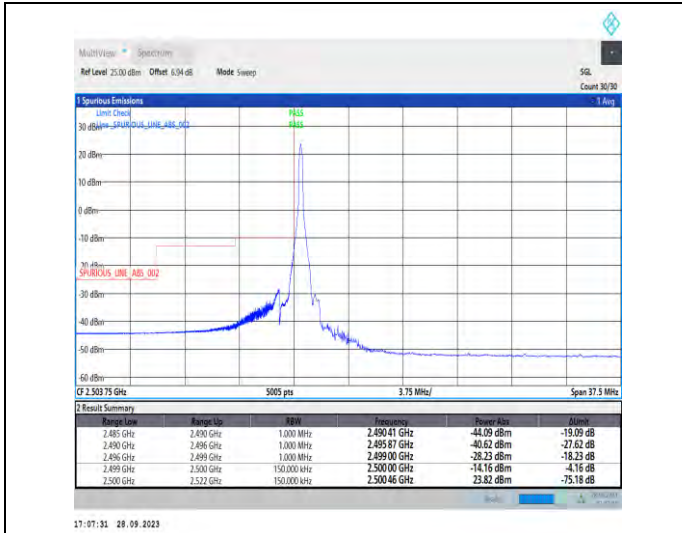 MultiView Spectrum
Ref Level 25.00 dBm Offset 6.94 dB Mode Sweep SGL
Count 30/30
1 Spurious Emissions 1 Avg
Limit Check PASS
30 dBm Line _SPURIOUS_LINE_ABS_002 PASS
20 dBm
10 dBm
0 dBm
-10 dBm
-20 dBm
SPURIOUS_LINE_ABS_002
-30 dBm
-40 dBm
-50 dBm
-60 dBm
CF 2.503 75 GHz 5005 pts 3.75 MHz/ Span 37.5 MHz
2 Result Summary
Range Low Range Up RBW Frequency Power Abs ΔLimit
2.485 GHz 2.490 GHz 1.000 MHz 2.490 41 GHz -44.09 dBm -19.09 dB
2.490 GHz 2.496 GHz 1.000 MHz 2.495 87 GHz -40.62 dBm -27.62 dB
2.496 GHz 2.499 GHz 1.000 MHz 2.499 00 GHz -28.23 dBm -18.23 dB
2.499 GHz 2.500 GHz 150.000 kHz 2.500 00 GHz -14.16 dBm -4.16 dB
2.500 GHz 2.522 GHz 150.000 kHz 2.500 46 GHz 23.82 dBm -75.18 dB
17:07:31 28.09.2023